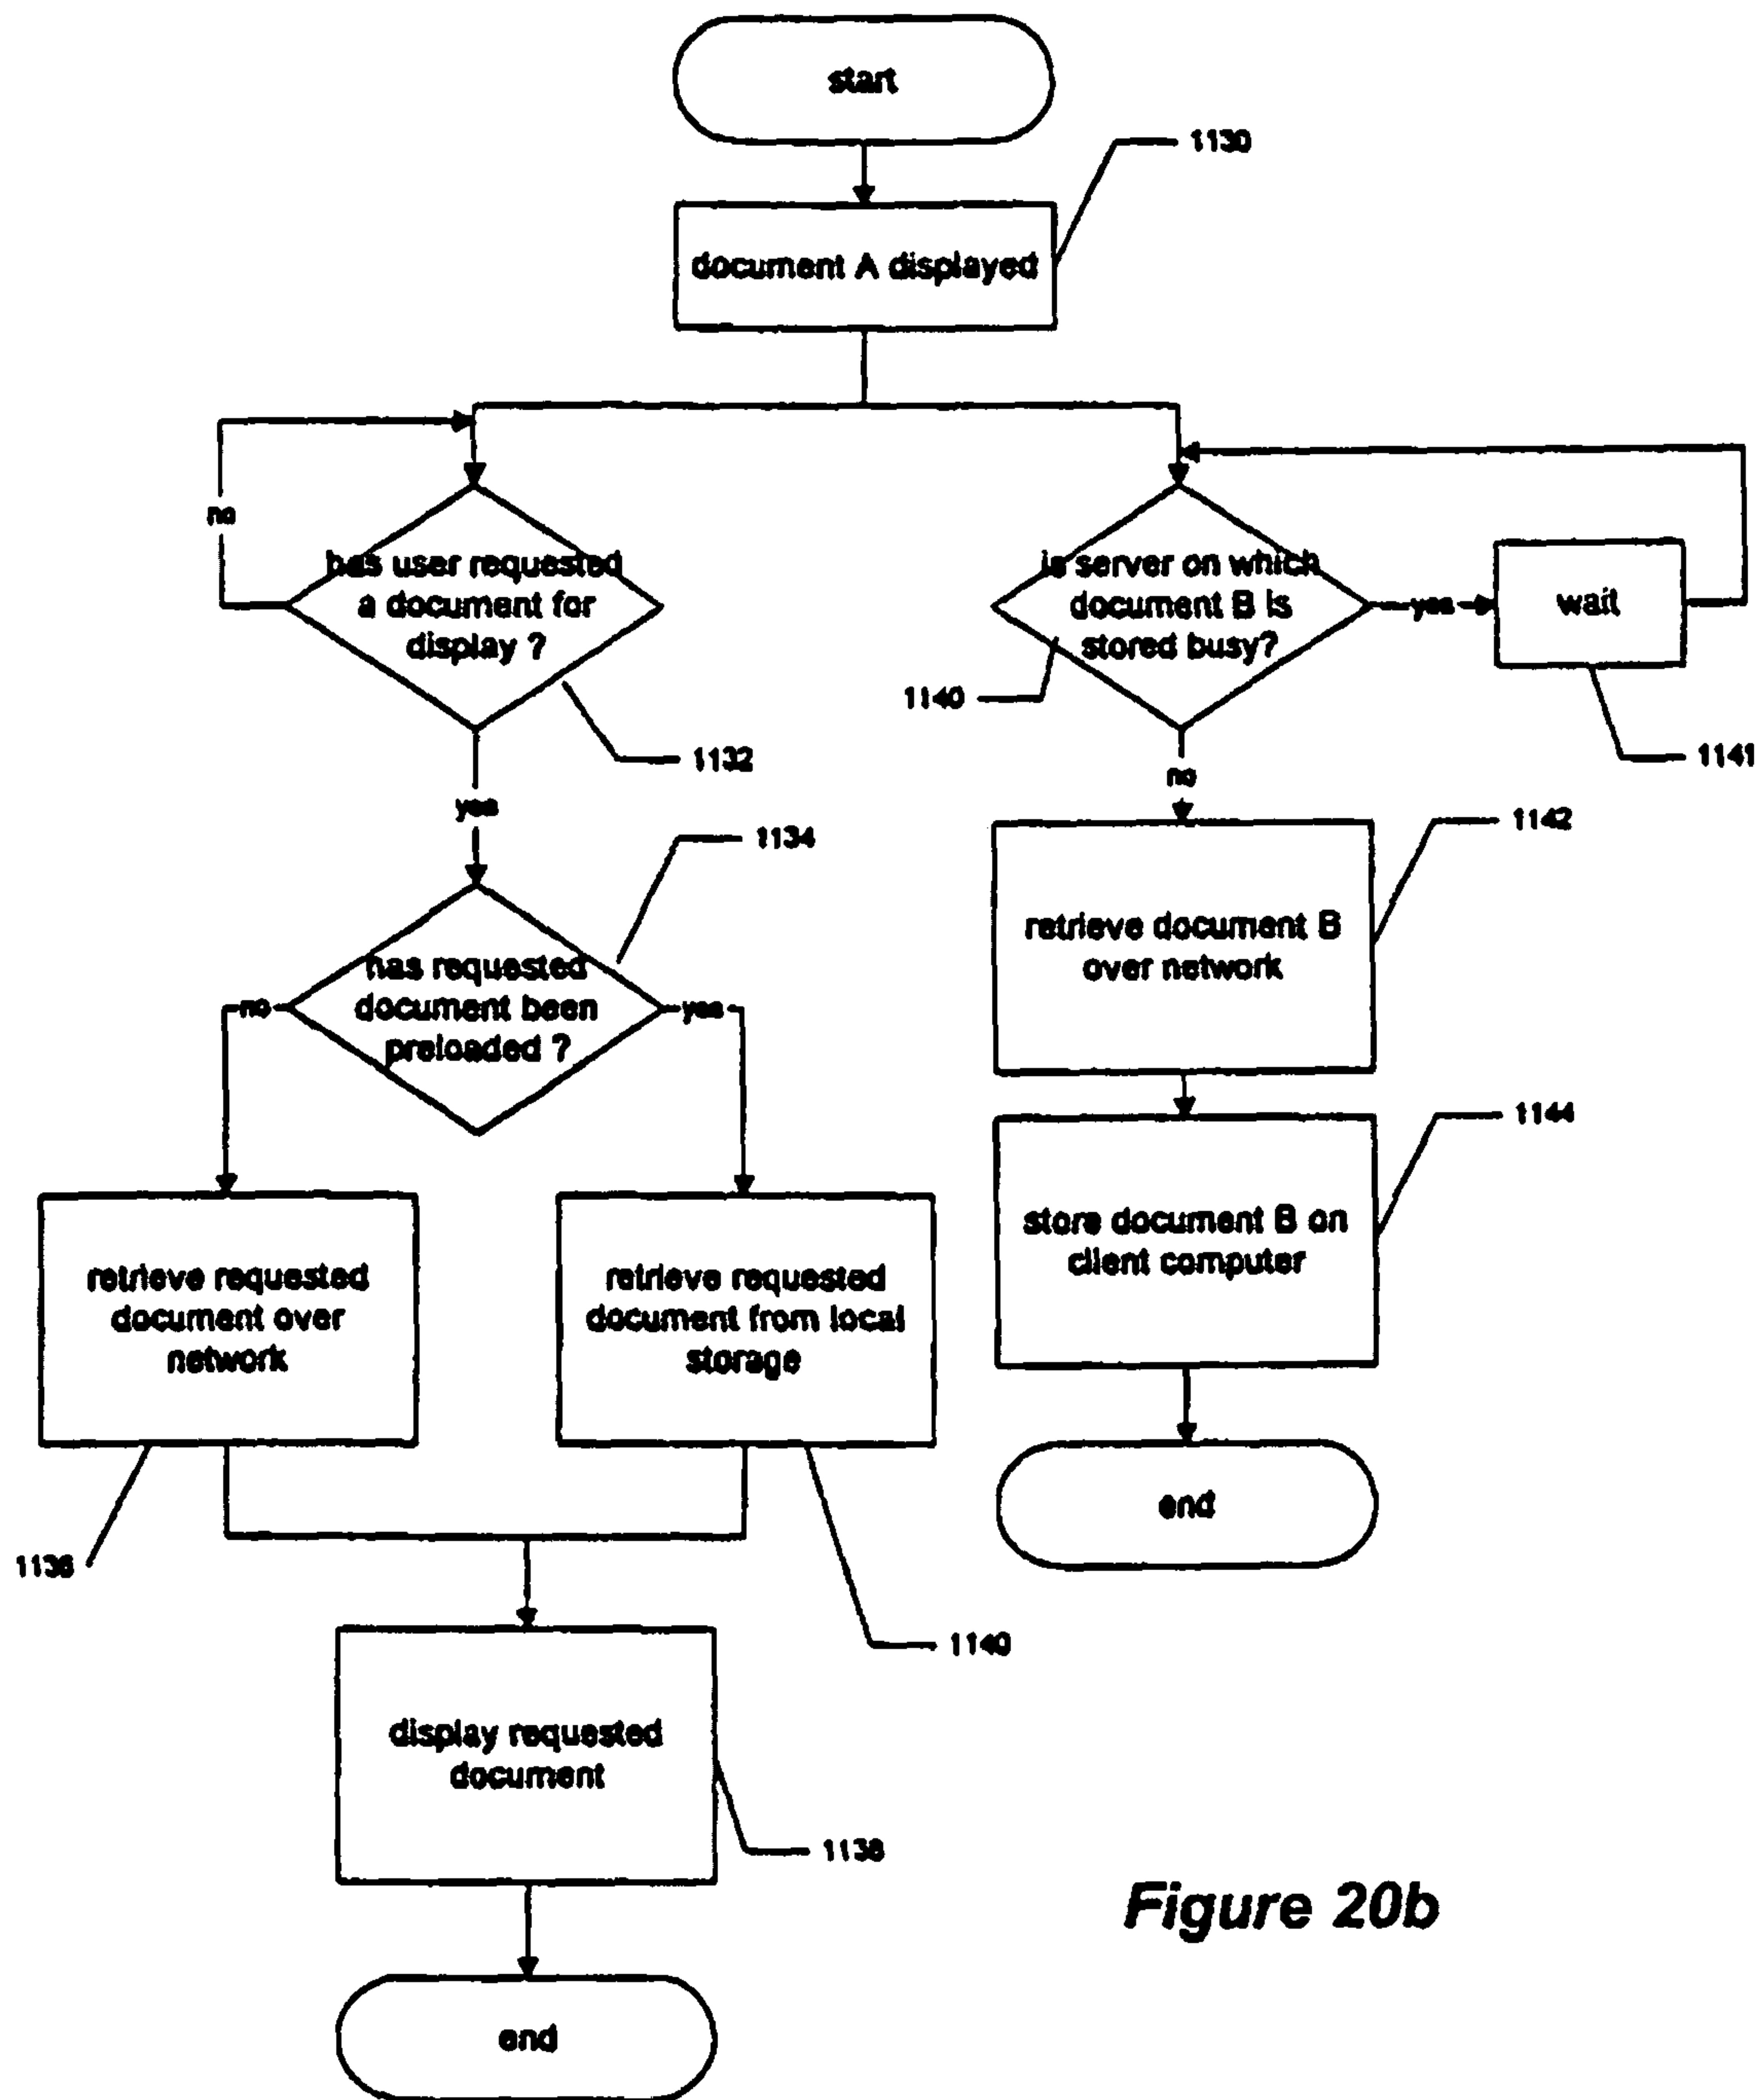 start
1130
document A displayed
no
has user requested
a document for
display ?
1132
is server on which
document B is
stored busy?
1140
yes
wait
1141
no
yes
1134
has requested
document been
preloaded ?
no
yes
1142
retrieve document B
over network
1144
store document B on
client computer
end
retrieve requested
document over
network
1136
retrieve requested
document from local
storage
1140
display requested
document
1138
end
Figure 20b